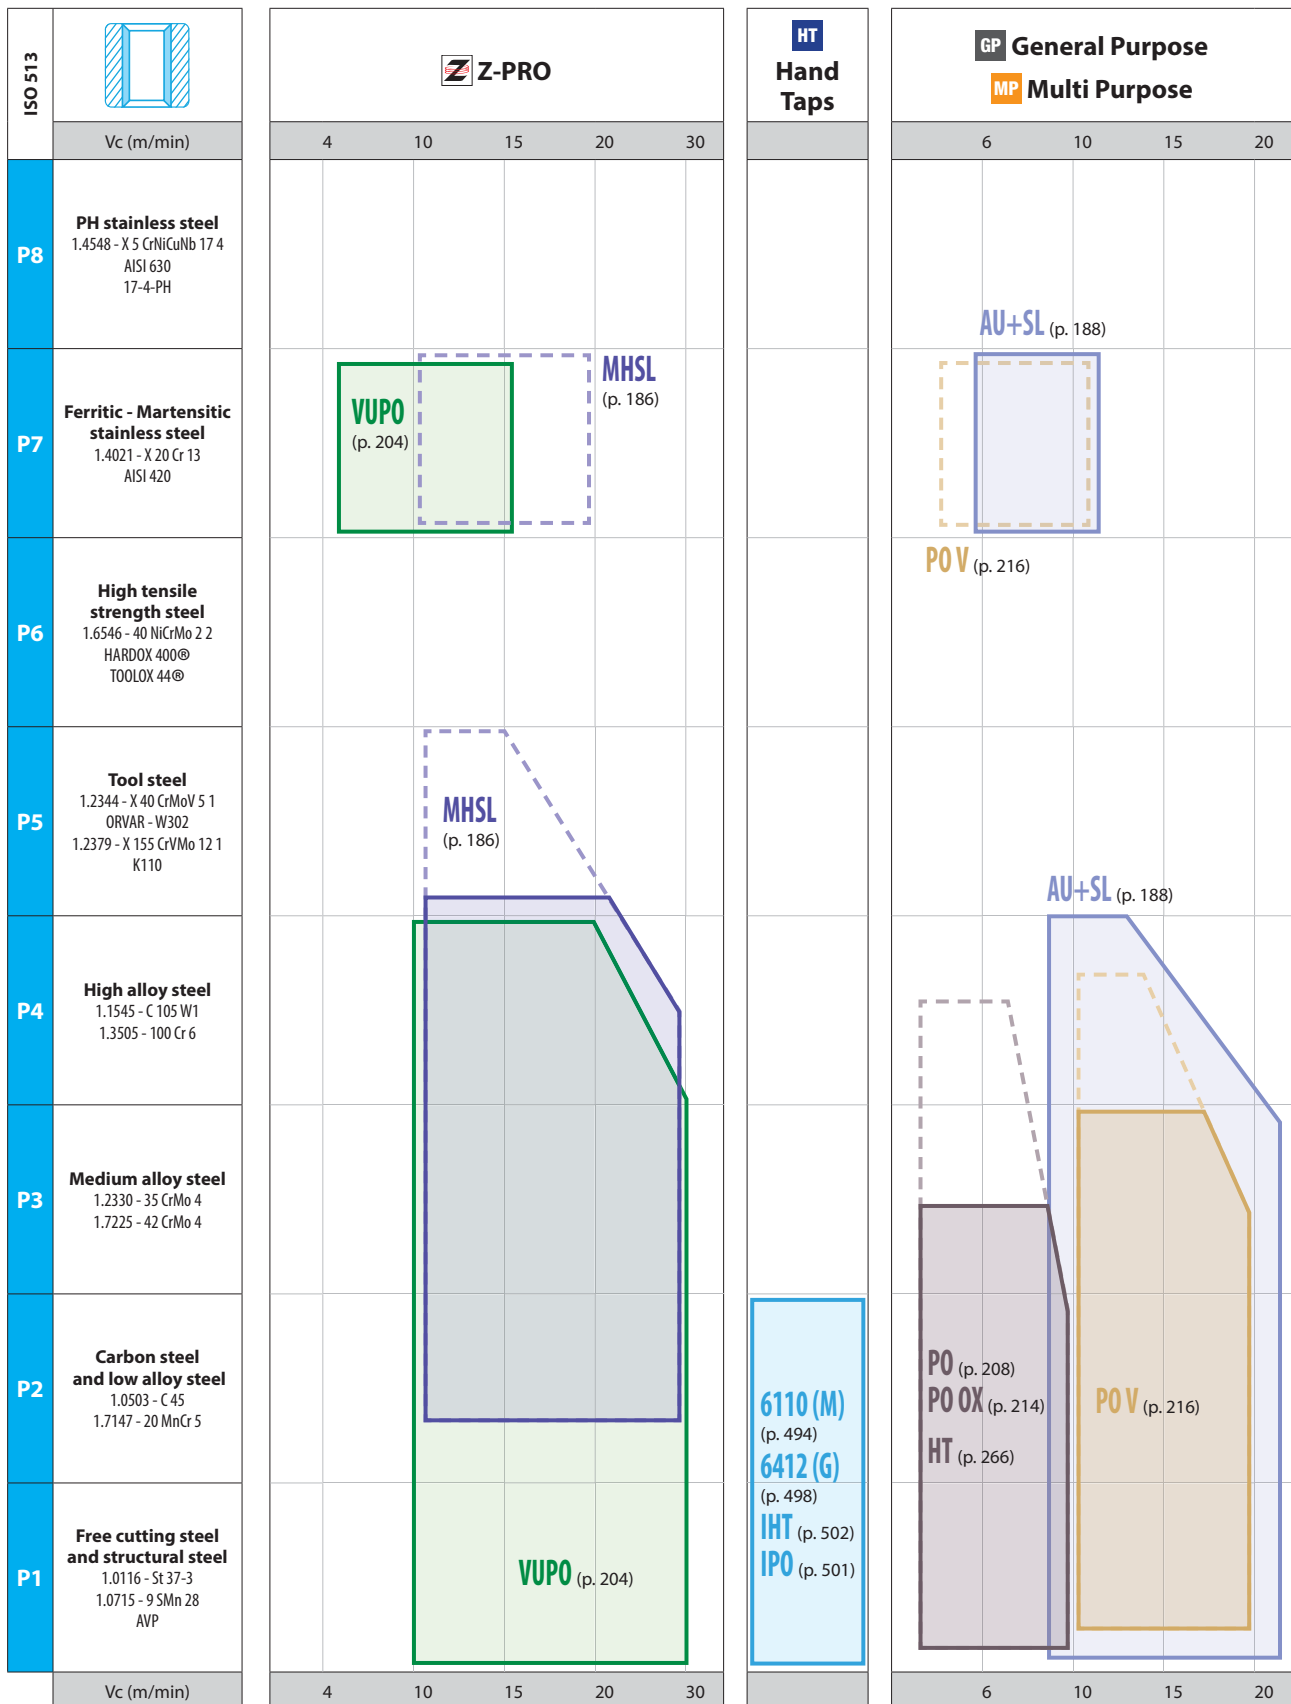 ISO 513
Z-PRO
HT
Hand
Taps
GP General Purpose
MP Multi Purpose
Vc (m/min)
4 10 15 20 30
6 10 15 20
P8
PH stainless steel
1.4548 - X 5 CrNiCuNb 17 4
AISI 630
17-4-PH
AU+SL (p. 188)
P7
Ferritic - Martensitic
stainless steel
1.4021 - X 20 Cr 13
AISI 420
VUPO
(p. 204)
MHSL
(p. 186)
PO V (p. 216)
P6
High tensile
strength steel
1.6546 - 40 NiCrMo 2 2
HARDOX 400®
TOOLOX 44®
P5
Tool steel
1.2344 - X 40 CrMoV 5 1
ORVAR - W302
1.2379 - X 155 CrVMo 12 1
K110
MHSL
(p. 186)
AU+SL (p. 188)
P4
High alloy steel
1.1545 - C 105 W1
1.3505 - 100 Cr 6
P3
Medium alloy steel
1.2330 - 35 CrMo 4
1.7225 - 42 CrMo 4
P2
Carbon steel
and low alloy steel
1.0503 - C 45
1.7147 - 20 MnCr 5
6110 (M)
(p. 494)
6412 (G)
(p. 498)
IHT (p. 502)
IPO (p. 501)
PO (p. 208)
PO OX (p. 214)
HT (p. 266)
PO V (p. 216)
P1
Free cutting steel
and structural steel
1.0116 - St 37-3
1.0715 - 9 SMn 28
AVP
VUPO (p. 204)
Vc (m/min)
4 10 15 20 30
6 10 15 20